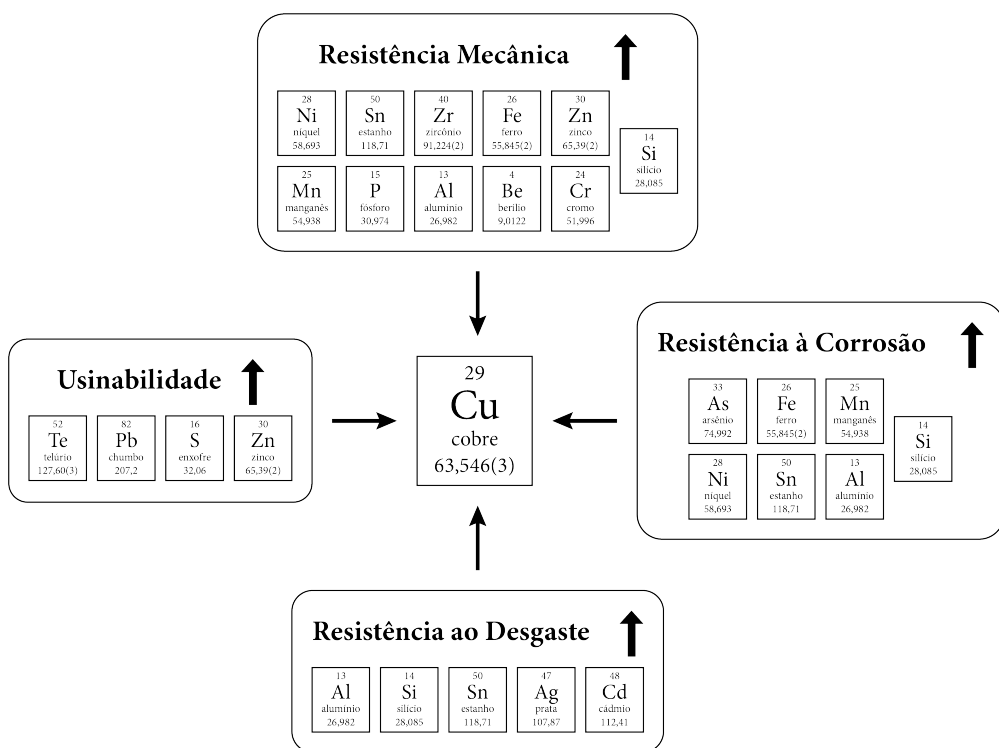 Resistência Mecânica
28
Ni
níquel
58,693
50
Sn
estanho
118,71
40
Zr
zircônio
91,224(2)
26
Fe
ferro
55,845(2)
30
Zn
zinco
65,39(2)
25
Mn
manganês
54,938
15
P
fósforo
30,974
13
Al
alumínio
26,982
4
Be
berílio
9,0122
24
Cr
cromo
51,996
14
Si
silício
28,085
Usinabilidade
52
Te
telúrio
127,60(3)
82
Pb
chumbo
207,2
16
S
enxofre
32,06
30
Zn
zinco
65,39(2)
29
Cu
cobre
63,546(3)
Resistência à Corrosão
33
As
arsênio
74,992
26
Fe
ferro
55,845(2)
25
Mn
manganês
54,938
28
Ni
níquel
58,693
50
Sn
estanho
118,71
13
Al
alumínio
26,982
14
Si
silício
28,085
Resistência ao Desgaste
13
Al
alumínio
26,982
14
Si
silício
28,085
50
Sn
estanho
118,71
47
Ag
prata
107,87
48
Cd
cádmio
112,41